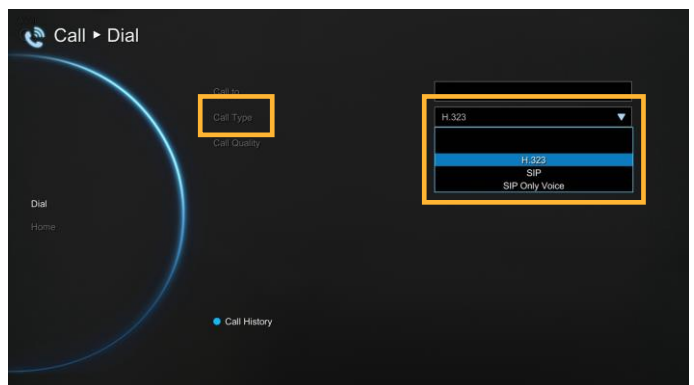 Call ▸ Dial
Call to
Call Type
H.323
Call Quality
H.323
SIP
SIP Only Voice
Dial
Home
Call History